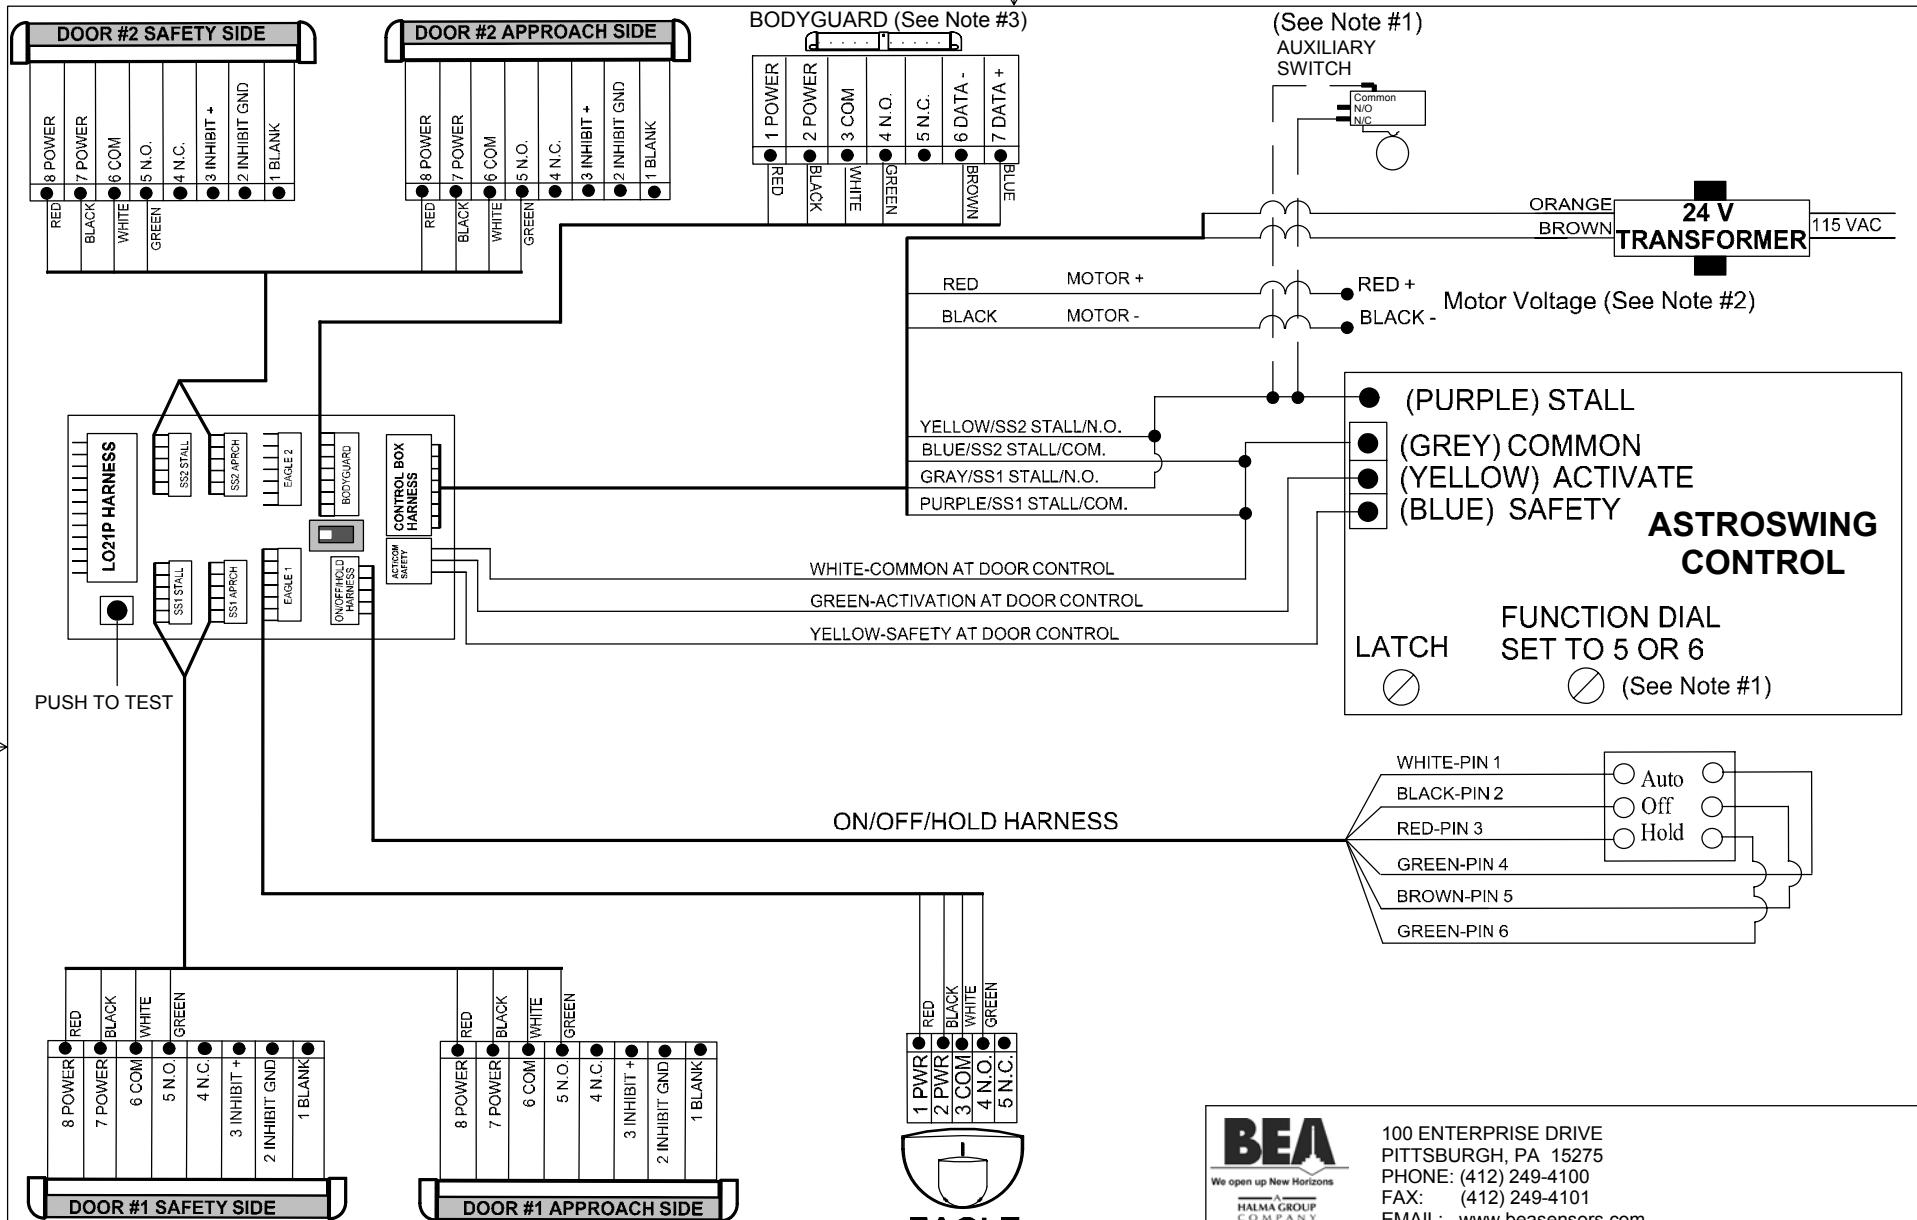 DOOR #2 SAFETY SIDE
8 POWER
7 POWER
6 COM
5 N.O.
4 N.C.
3 INHIBIT +
2 INHIBIT GND
1 BLANK
RED
BLACK
WHITE
GREEN
DOOR #2 APPROACH SIDE
8 POWER
7 POWER
6 COM
5 N.O.
4 N.C.
3 INHIBIT +
2 INHIBIT GND
1 BLANK
RED
BLACK
WHITE
GREEN
BODYGUARD (See Note #3)
1 POWER
2 POWER
3 COM
4 N.O.
5 N.C.
6 DATA -
7 DATA +
RED
BLACK
WHITE
GREEN
BROWN
BLUE
(See Note #1)
AUXILIARY
SWITCH
Common
N/O
N/C
ORANGE
BROWN
24 V
TRANSFORMER
115 VAC
RED
MOTOR +
RED +
BLACK
MOTOR -
BLACK -
Motor Voltage (See Note #2)
YELLOW/SS2 STALL/N.O.
BLUE/SS2 STALL/COM.
GRAY/SS1 STALL/N.O.
PURPLE/SS1 STALL/COM.
(PURPLE) STALL
(GREY) COMMON
(YELLOW) ACTIVATE
(BLUE) SAFETY
ASTROSWING
CONTROL
FUNCTION DIAL
SET TO 5 OR 6
LATCH
(See Note #1)
LO21P HARNESS
SS2 STALL
SS2 APRCH
EAGLE 2
BODYGUARD
CONTROL BOX
HARNESS
SS1 STALL
SS1 APRCH
EAGLE 1
ON/OFF/HOLD
HARNESS
ACT/COM
SAFETY
PUSH TO TEST
WHITE-COMMON AT DOOR CONTROL
GREEN-ACTIVATION AT DOOR CONTROL
YELLOW-SAFETY AT DOOR CONTROL
ON/OFF/HOLD HARNESS
WHITE-PIN 1
BLACK-PIN 2
RED-PIN 3
GREEN-PIN 4
BROWN-PIN 5
GREEN-PIN 6
Auto
Off
Hold
RED
BLACK
WHITE
GREEN
8 POWER
7 POWER
6 COM
5 N.O.
4 N.C.
3 INHIBIT +
2 INHIBIT GND
1 BLANK
DOOR #1 SAFETY SIDE
RED
BLACK
WHITE
GREEN
8 POWER
7 POWER
6 COM
5 N.O.
4 N.C.
3 INHIBIT +
2 INHIBIT GND
1 BLANK
DOOR #1 APPROACH SIDE
RED
BLACK
WHITE
GREEN
1 PWR
2 PWR
3 COM
4 N.O.
5 N.C.
EAGLE
BEA
We open up New Horizons
A
HALMA GROUP
COMPANY
100 ENTERPRISE DRIVE
PITTSBURGH, PA 15275
PHONE: (412) 249-4100
FAX: (412) 249-4101
EMAIL: www.beasensors.com